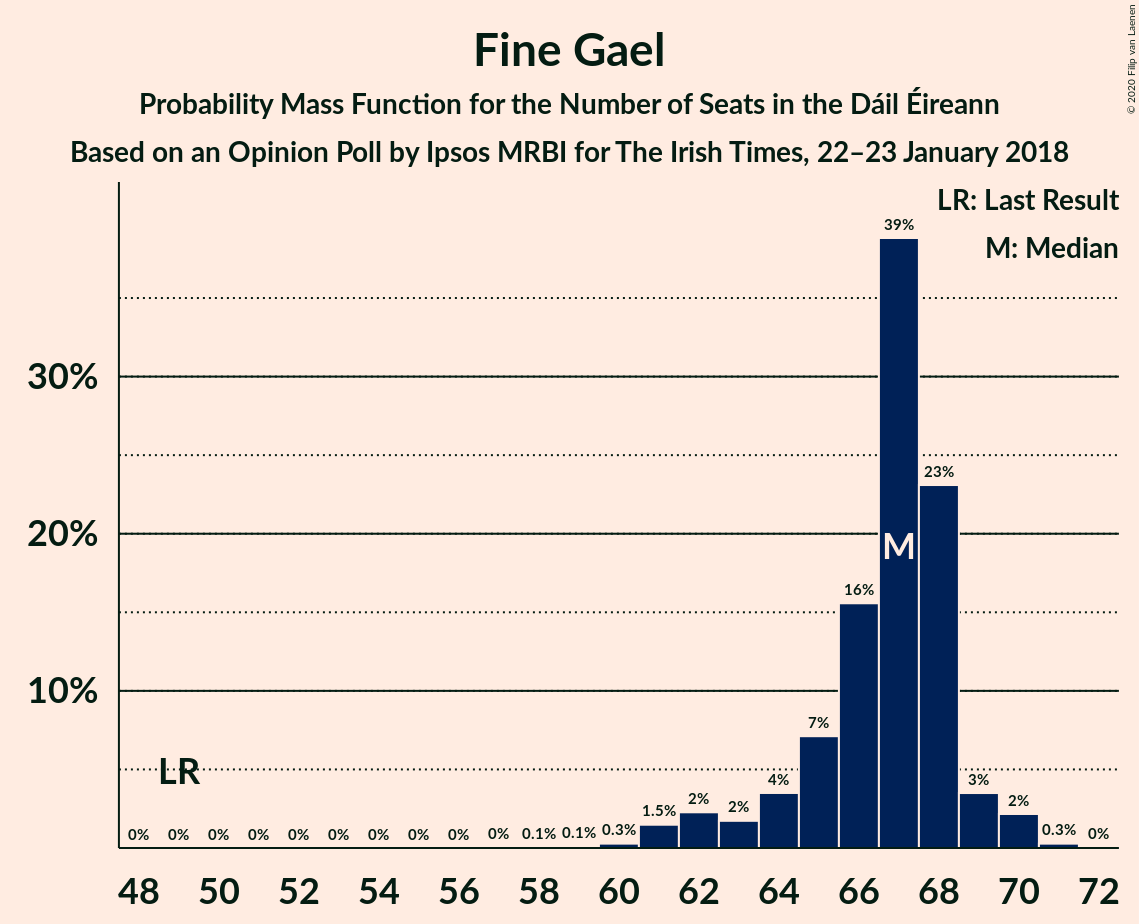 Fine Gael
Probability Mass Function for the Number of Seats in the Dáil Éireann
Based on an Opinion Poll by Ipsos MRBI for The Irish Times, 22–23 January 2018
© 2020 Filip van Laenen
LR: Last Result
M: Median
39%
30%
23%
20%
M
16%
10%
7%
LR
4%
3%
0% 0% 0% 0% 0% 0% 0% 0% 0% 0% 0.1% 0.1% 0.3% 1.5% 2% 2% 2% 0.3% 0%
48 50 52 54 56 58 60 62 64 66 68 70 72